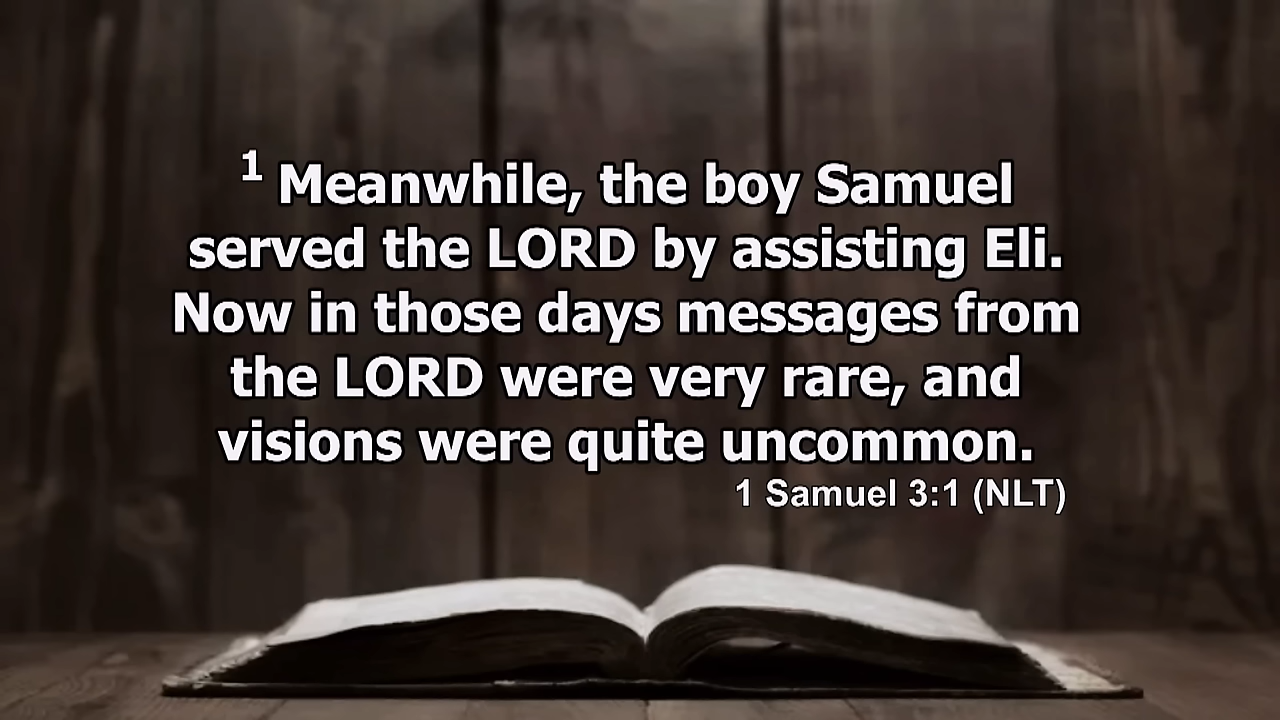 1 Meanwhile, the boy Samuel
served the LORD by assisting Eli.
Now in those days messages from
the LORD were very rare, and
visions were quite uncommon.
1 Samuel 3:1 (NLT)